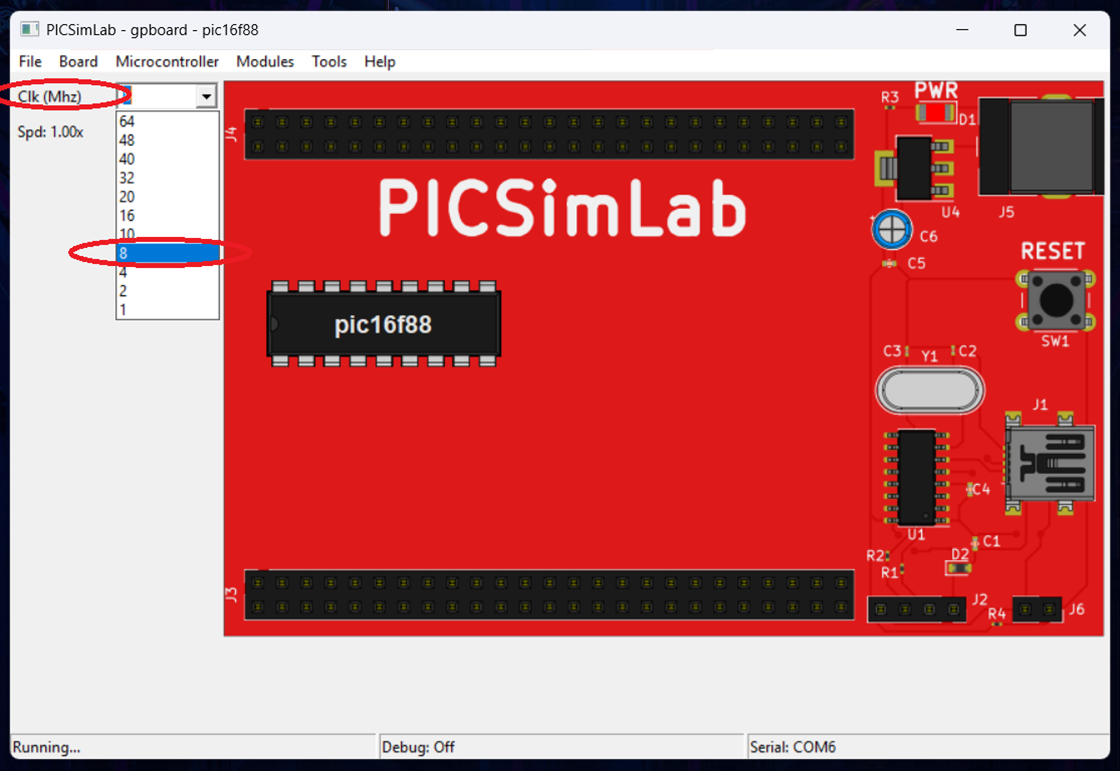 PICSimLab - gpboard - pic16f88
File Board Microcontroller Modules Tools Help
Clk (Mhz)
Spd: 1.00x
64
48
40
32
20
16
10
8
4
2
1
J4
PICSimLab
pic16f88
J3
R3
PWR
D1
U4
J5
C6
C5
RESET
SW1
C3
Y1
C2
J1
C4
U1
C1
R2
D2
R1
J2
R4
J6
Running...
Debug: Off
Serial: COM6